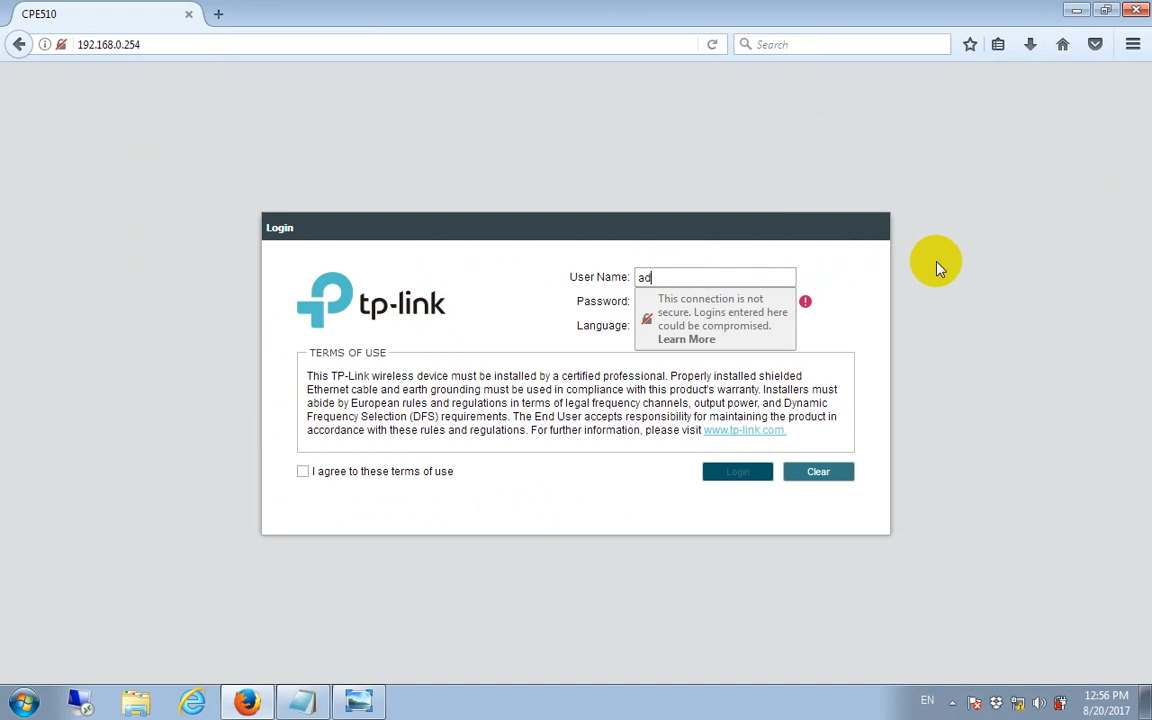 CPE510
192.168.0.254
Search
Login
tp-link
User Name: ad
Password:
Language:
This connection is not
secure. Logins entered here
could be compromised.
Learn More
TERMS OF USE
This TP-Link wireless device must be installed by a certified professional. Properly installed shielded
Ethernet cable and earth grounding must be used in compliance with this product's warranty. Installers must
abide by European rules and regulations in terms of legal frequency channels, output power, and Dynamic
Frequency Selection (DFS) requirements. The End User accepts responsibility for maintaining the product in
accordance with these rules and regulations. For further information, please visit www.tp-link.com.
I agree to these terms of use
Login
Clear
EN
12:56 PM
8/20/2017